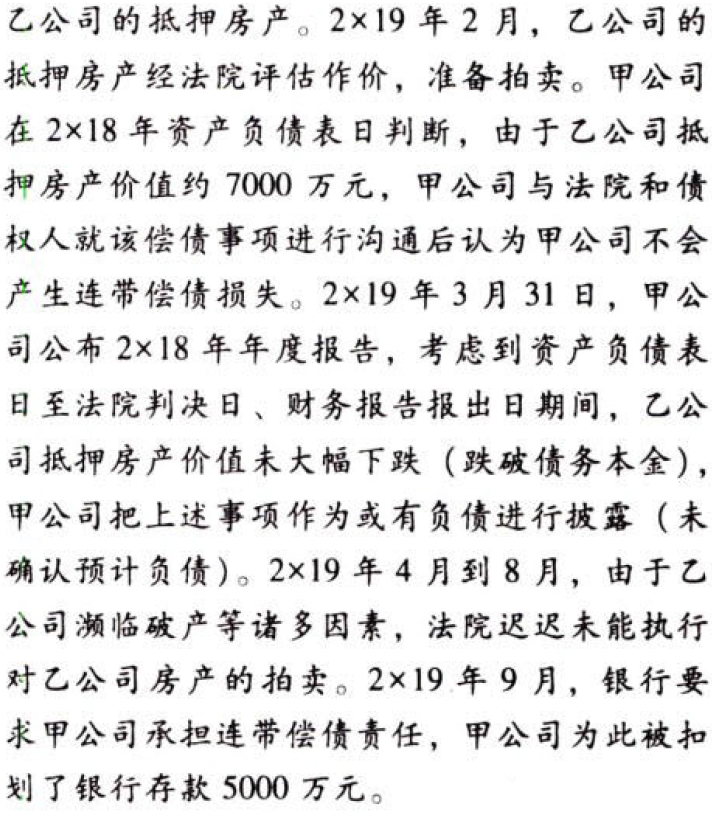 乙公司的抵押房产。2×19 年 2 月，乙公司的
抵押房产经法院评估作价，准备拍卖。甲公司
在 2×18 年资产负债表日判断，由于乙公司抵
押房产价值约 7000 万元，甲公司与法院和债
权人就该偿债事项进行沟通后认为甲公司不会
产生连带偿债损失。2×19 年 3 月 31 日，甲公
司公布 2×18 年年度报告，考虑到资产负债表
日至法院判决日、财务报告报出日期间，乙公
司抵押房产价值未大幅下跌（跌破债务本金），
甲公司把上述事项作为或有负债进行披露（未
确认预计负债）。2×19 年 4 月到 8 月，由于乙
公司濒临破产等诸多因素，法院迟迟未能执行
对乙公司房产的拍卖。2×19 年 9 月，银行要
求甲公司承担连带偿债责任，甲公司为此被扣
划了银行存款 5000 万元。